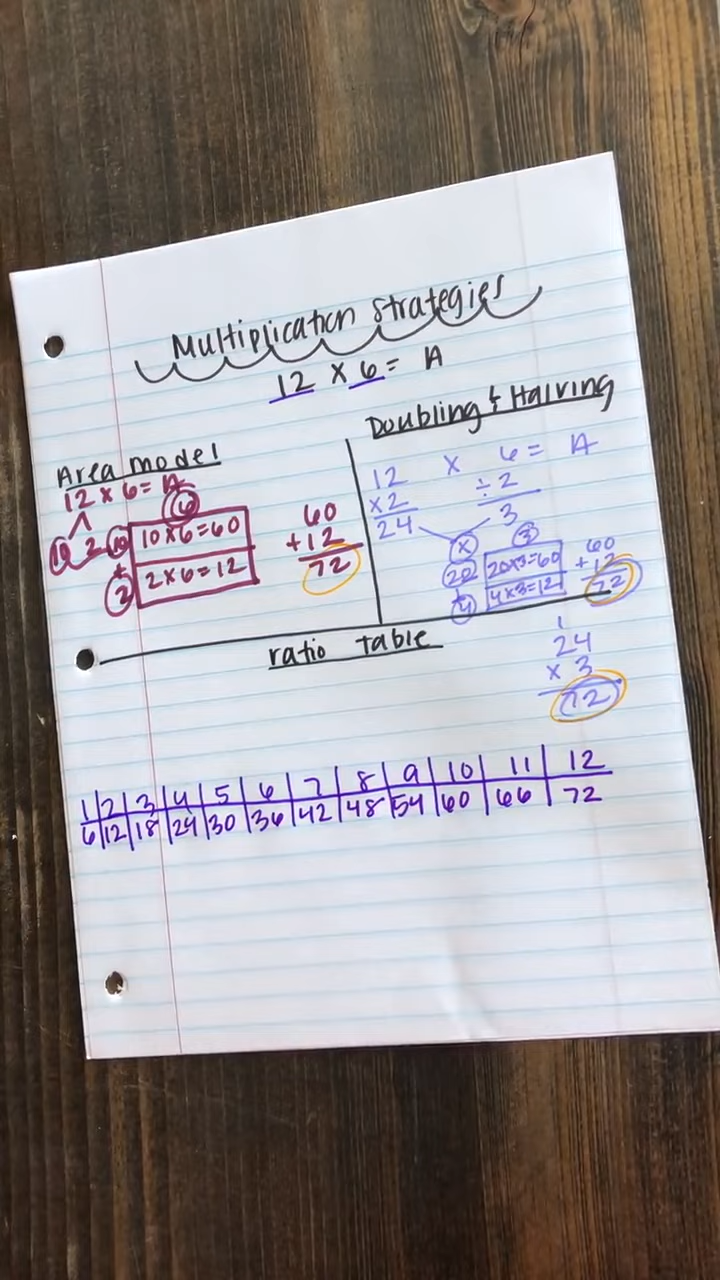 Multiplication Strategies
12 x 6 = A
Area model
12 x 6 = A
6
10 2
10 10x6=60
+
2 2x6=12
60
+12
72
Doubling & Halving
12 x 6 = A
x2 ÷2
24 3
x
3
20 20x3=60
+
4 4x3=12
60
+12
72
1
24
x 3
72
ratio table
1 2 3 4 5 6 7 8 9 10 11 12
6 12 18 24 30 36 42 48 54 60 66 72